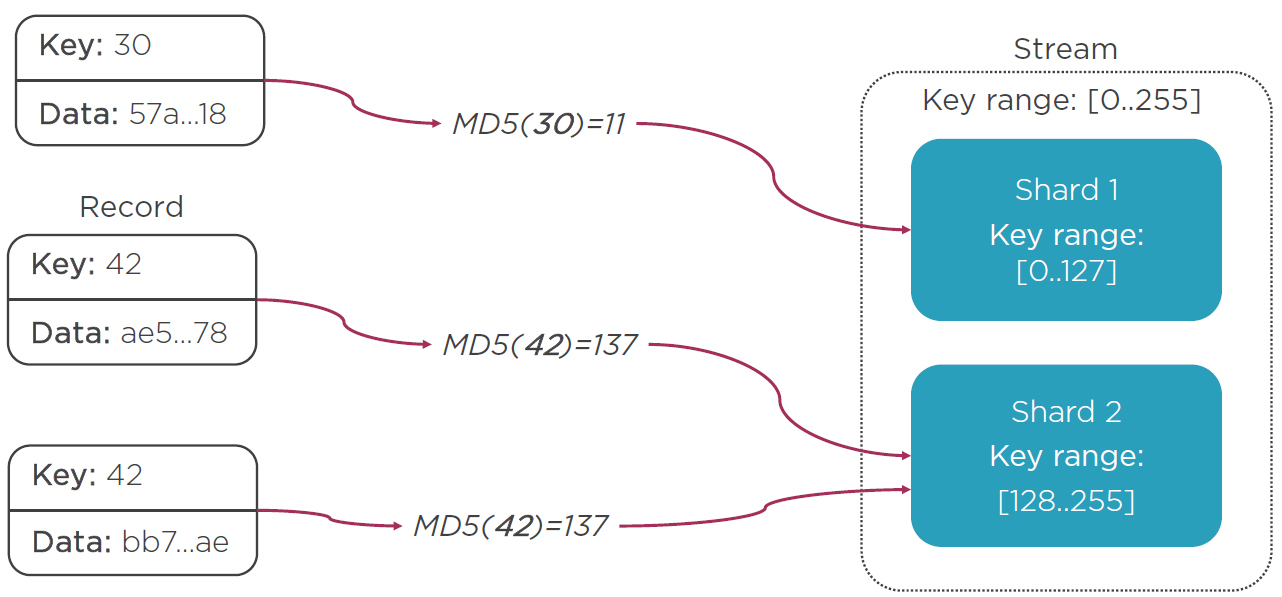 Key: 30
Data: 57a...18
MD5(30)=11
Record
Key: 42
Data: ae5...78
MD5(42)=137
Key: 42
Data: bb7...ae
MD5(42)=137
Stream
Key range: [0..255]
Shard 1
Key range:
[0..127]
Shard 2
Key range:
[128..255]